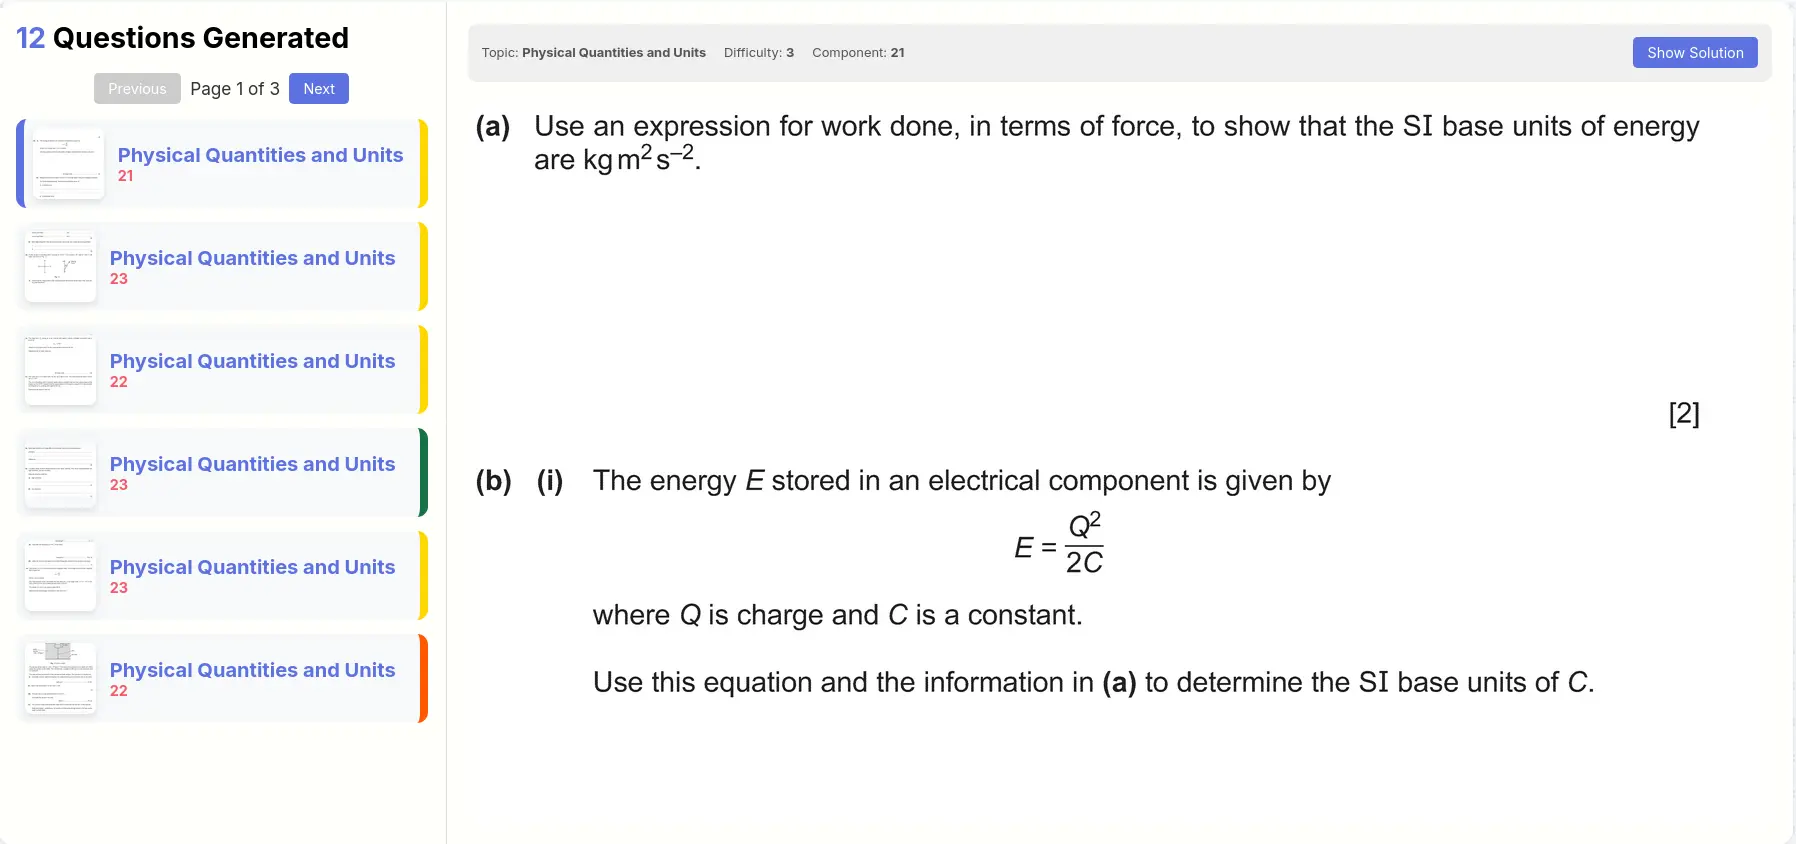 12 Questions Generated
Previous Page 1 of 3 Next
Physical Quantities and Units
21
Physical Quantities and Units
23
Physical Quantities and Units
22
Physical Quantities and Units
23
Physical Quantities and Units
23
Physical Quantities and Units
22
Topic: Physical Quantities and Units Difficulty: 3 Component: 21 Show Solution
(a) Use an expression for work done, in terms of force, to show that the SI base units of energy
are kg m² s⁻².
[2]
(b) (i) The energy E stored in an electrical component is given by
E = Q²/2C
where Q is charge and C is a constant.
Use this equation and the information in (a) to determine the SI base units of C.